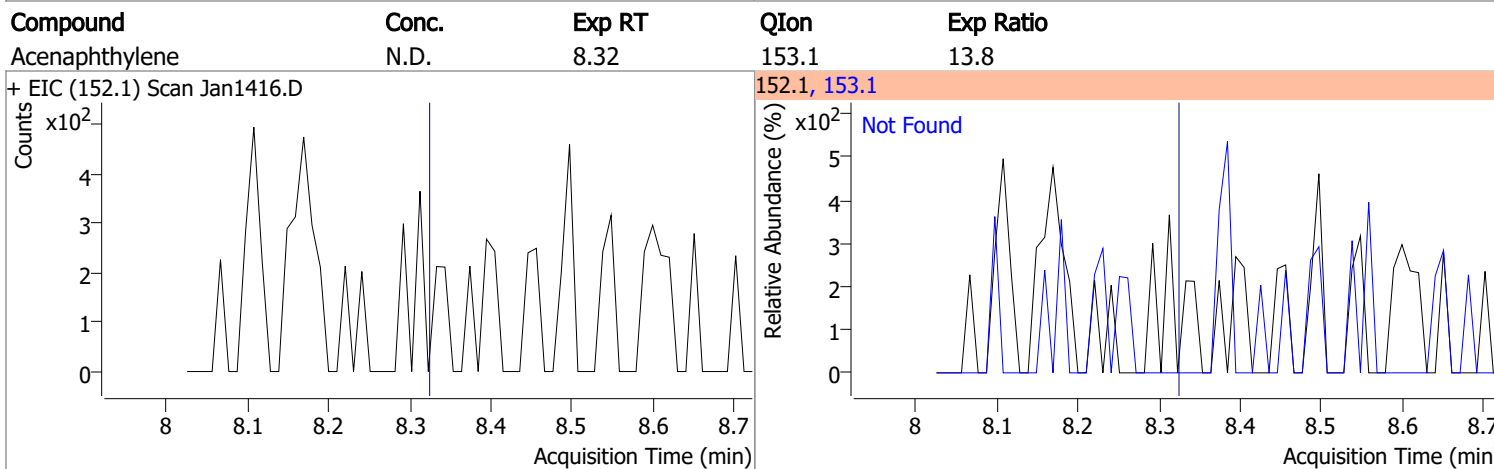 Compound Conc. Exp RT QIon Exp Ratio
Acenaphthylene N.D. 8.32 153.1 13.8
+ EIC (152.1) Scan Jan1416.D
Counts
x10²
4
3
2
1
0
8 8.1 8.2 8.3 8.4 8.5 8.6 8.7
Acquisition Time (min)
152.1, 153.1
Relative Abundance (%)
x10²
Not Found
5
4
3
2
1
0
8 8.1 8.2 8.3 8.4 8.5 8.6 8.7
Acquisition Time (min